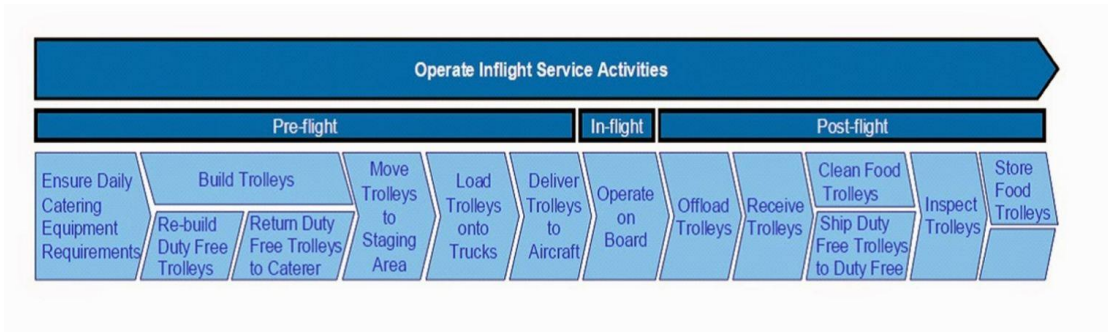 Operate Inflight Service Activities
Pre-flight
In-flight
Post-flight
Ensure Daily
Catering
Equipment
Requirements
Build Trolleys
Re-build
Duty Free
Trolleys
Return Duty
Free Trolleys
to Caterer
Move
Trolleys
to
Staging
Area
Load
Trolleys
onto
Trucks
Deliver
Trolleys
to
Aircraft
Operate
on
Board
Offload
Trolleys
Receive
Trolleys
Clean Food
Trolleys
Ship Duty
Free Trolleys
to Duty Free
Inspect
Trolleys
Store
Food
Trolleys